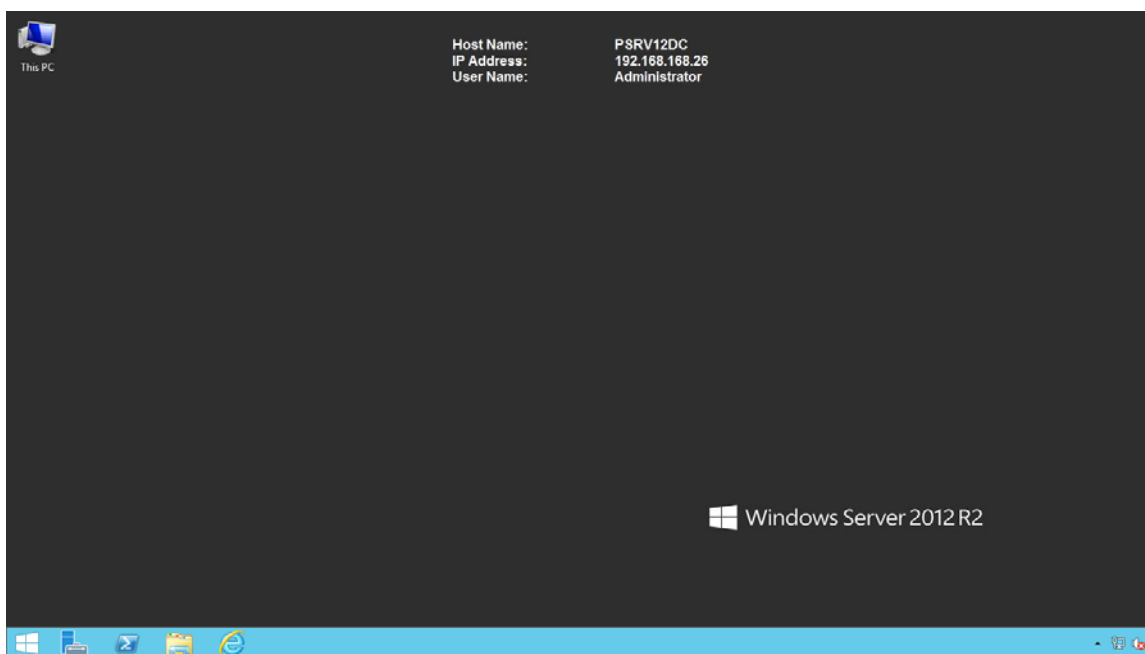 This PC
Host Name: PSRV12DC
IP Address: 192.168.168.26
User Name: Administrator
Windows Server 2012 R2